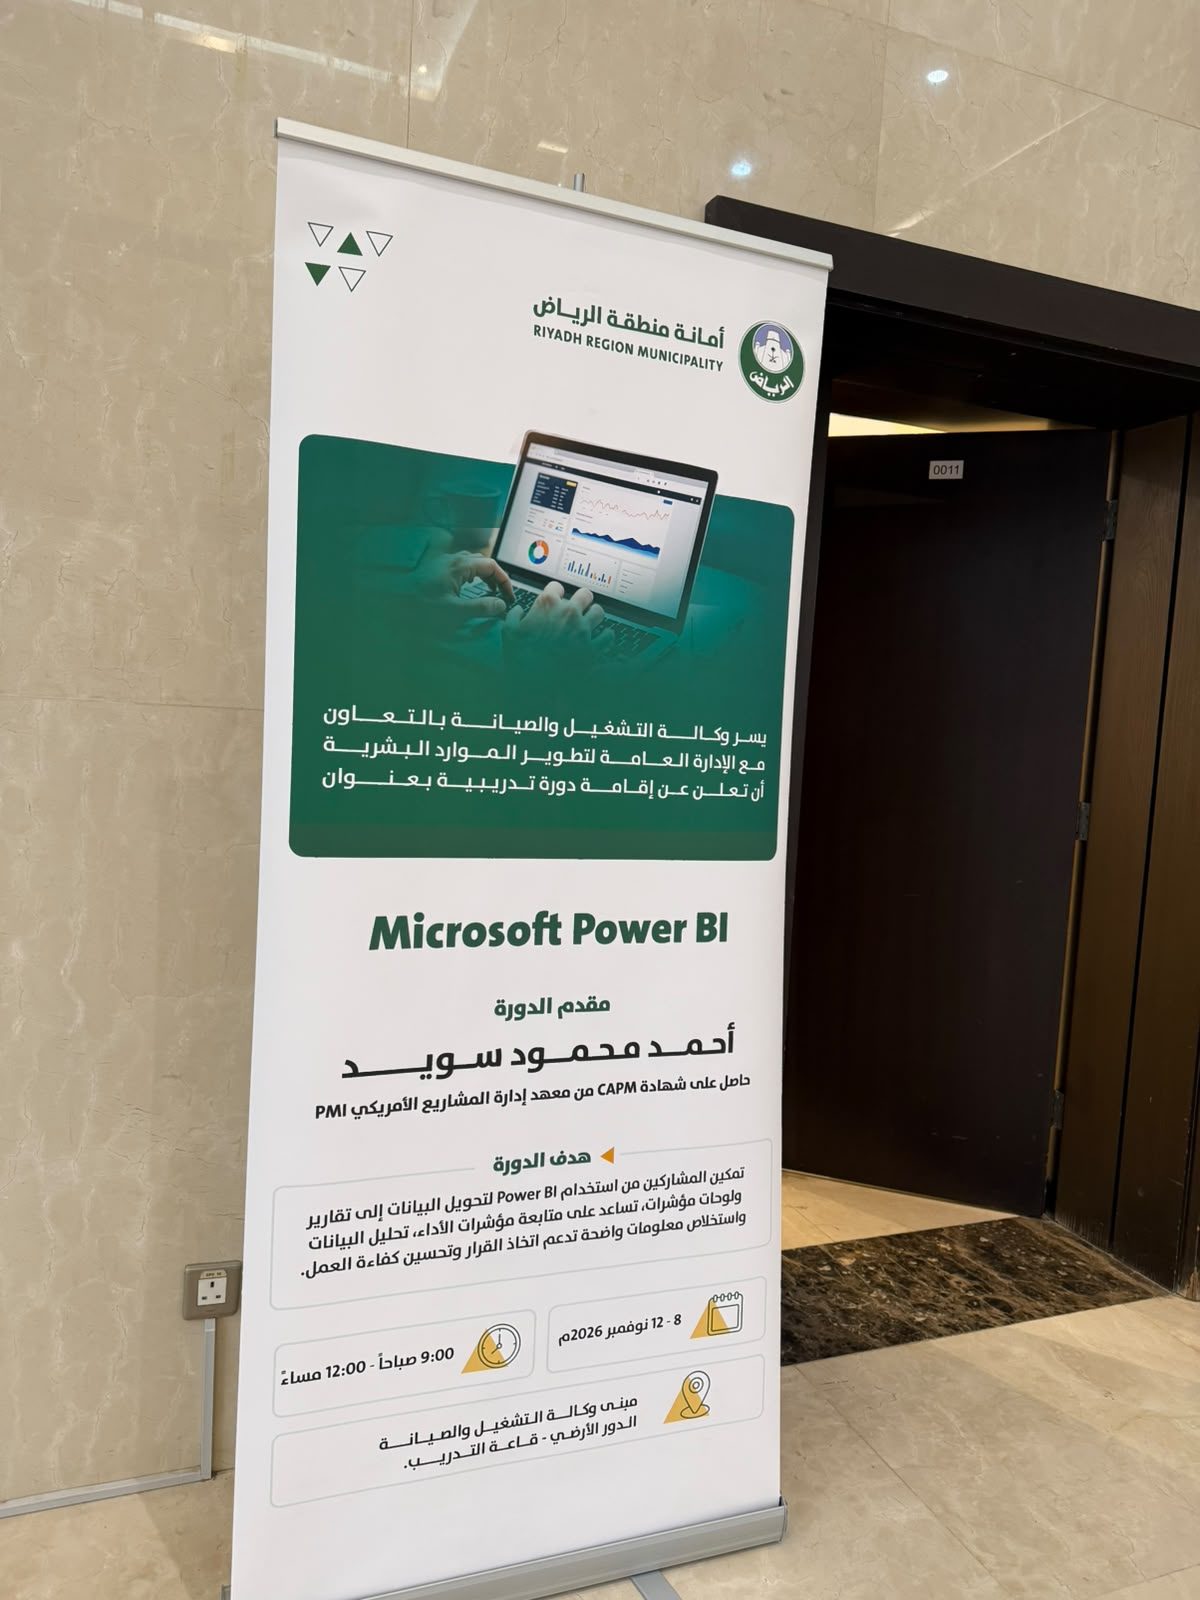 أمانة منطقة الرياض
RIYADH REGION MUNICIPALITY
الرياض
0011
يسر وكالة التشغيل والصيانة بالتعاون
مع الإدارة العامة لتطوير الموارد البشرية
أن تعلن عن إقامة دورة تدريبية بعنوان
Microsoft Power BI
مقدم الدورة
أحمد محمود سويد
حاصل على شهادة CAPM من معهد إدارة المشاريع الأمريكي PMI
هدف الدورة
تمكين المشاركين من استخدام Power BI لتحويل البيانات إلى تقارير
ولوحات مؤشرات، تساعد على متابعة مؤشرات الأداء، تحليل البيانات
واستخلاص معلومات واضحة تدعم اتخاذ القرار وتحسين كفاءة العمل.
8 - 12 نوفمبر 2026م
9:00 صباحاً - 12:00 مساءً
مبنى وكالة التشغيل والصيانة
الدور الأرضي - قاعة التدريب.